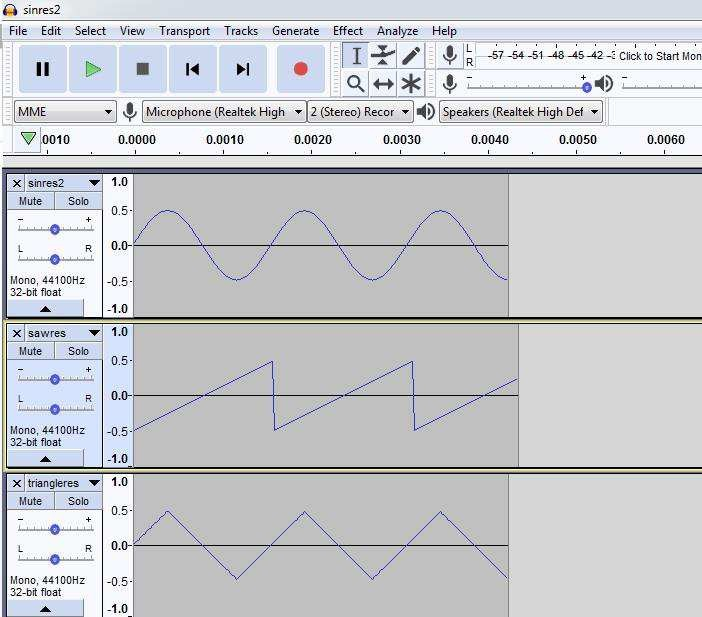 sinres2
File Edit Select View Transport Tracks Generate Effect Analyze Help
L -57 -54 -51 -48 -45 -42 Click to Start Mon
R
- +
MME Microphone (Realtek High 2 (Stereo) Recor Speakers (Realtek High Def
0010 0.0000 0.0010 0.0020 0.0030 0.0040 0.0050 0.0060
sinres2 1.0
Mute Solo 0.5
- +
L R 0.0
Mono, 44100Hz -0.5
32-bit float
-1.0
sawres 1.0
Mute Solo 0.5
- +
L R 0.0
Mono, 44100Hz -0.5
32-bit float
-1.0
triangleres 1.0
Mute Solo 0.5
- +
L R 0.0
Mono, 44100Hz -0.5
32-bit float
-1.0